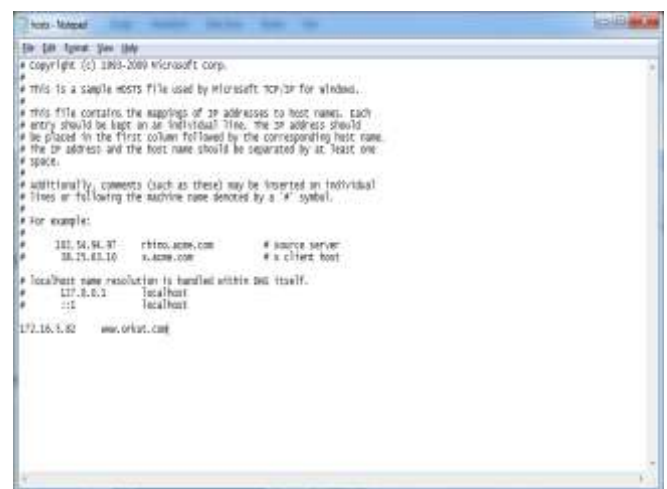 hosts - Notepad
File Edit Format View Help
# Copyright (c) 1993-2009 Microsoft Corp.
#
# This is a sample HOSTS file used by Microsoft TCP/IP for Windows.
#
# This file contains the mappings of IP addresses to host names. Each
# entry should be kept on an individual line. The IP address should
# be placed in the first column followed by the corresponding host name.
# The IP address and the host name should be separated by at least one
# space.
#
# Additionally, comments (such as these) may be inserted on individual
# lines or following the machine name denoted by a '#' symbol.
#
# For example:
#
# 102.54.94.97 rhino.acme.com # source server
# 38.25.63.10 x.acme.com # x client host
# localhost name resolution is handled within DNS itself.
# 127.0.0.1 localhost
# ::1 localhost
172.16.5.82 www.orkut.com